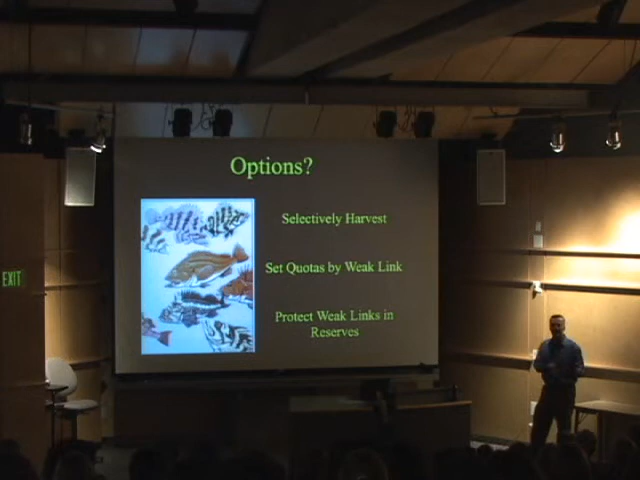 Options?
Selectively Harvest
Set Quotas by Weak Link
Protect Weak Links in
Reserves
EXIT